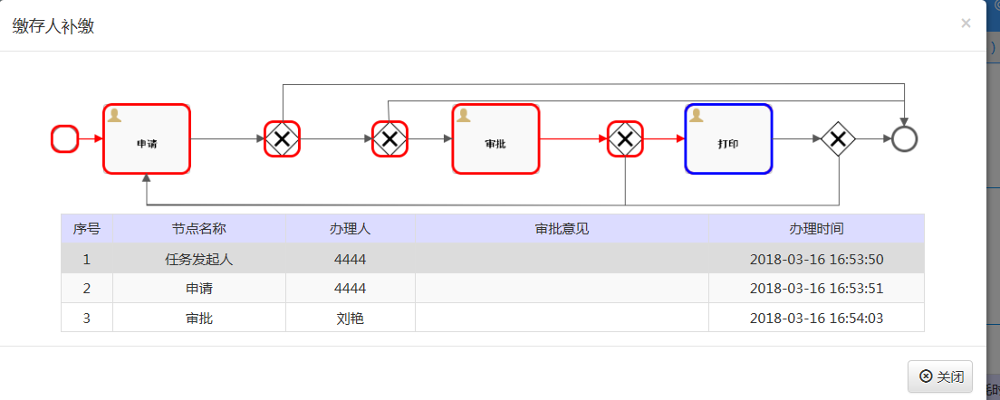 缴存人补缴
×
申请
审批
打印
序号 节点名称 办理人 审批意见 办理时间
1 任务发起人 4444 2018-03-16 16:53:50
2 申请 4444 2018-03-16 16:53:51
3 审批 刘艳 2018-03-16 16:54:03
关闭